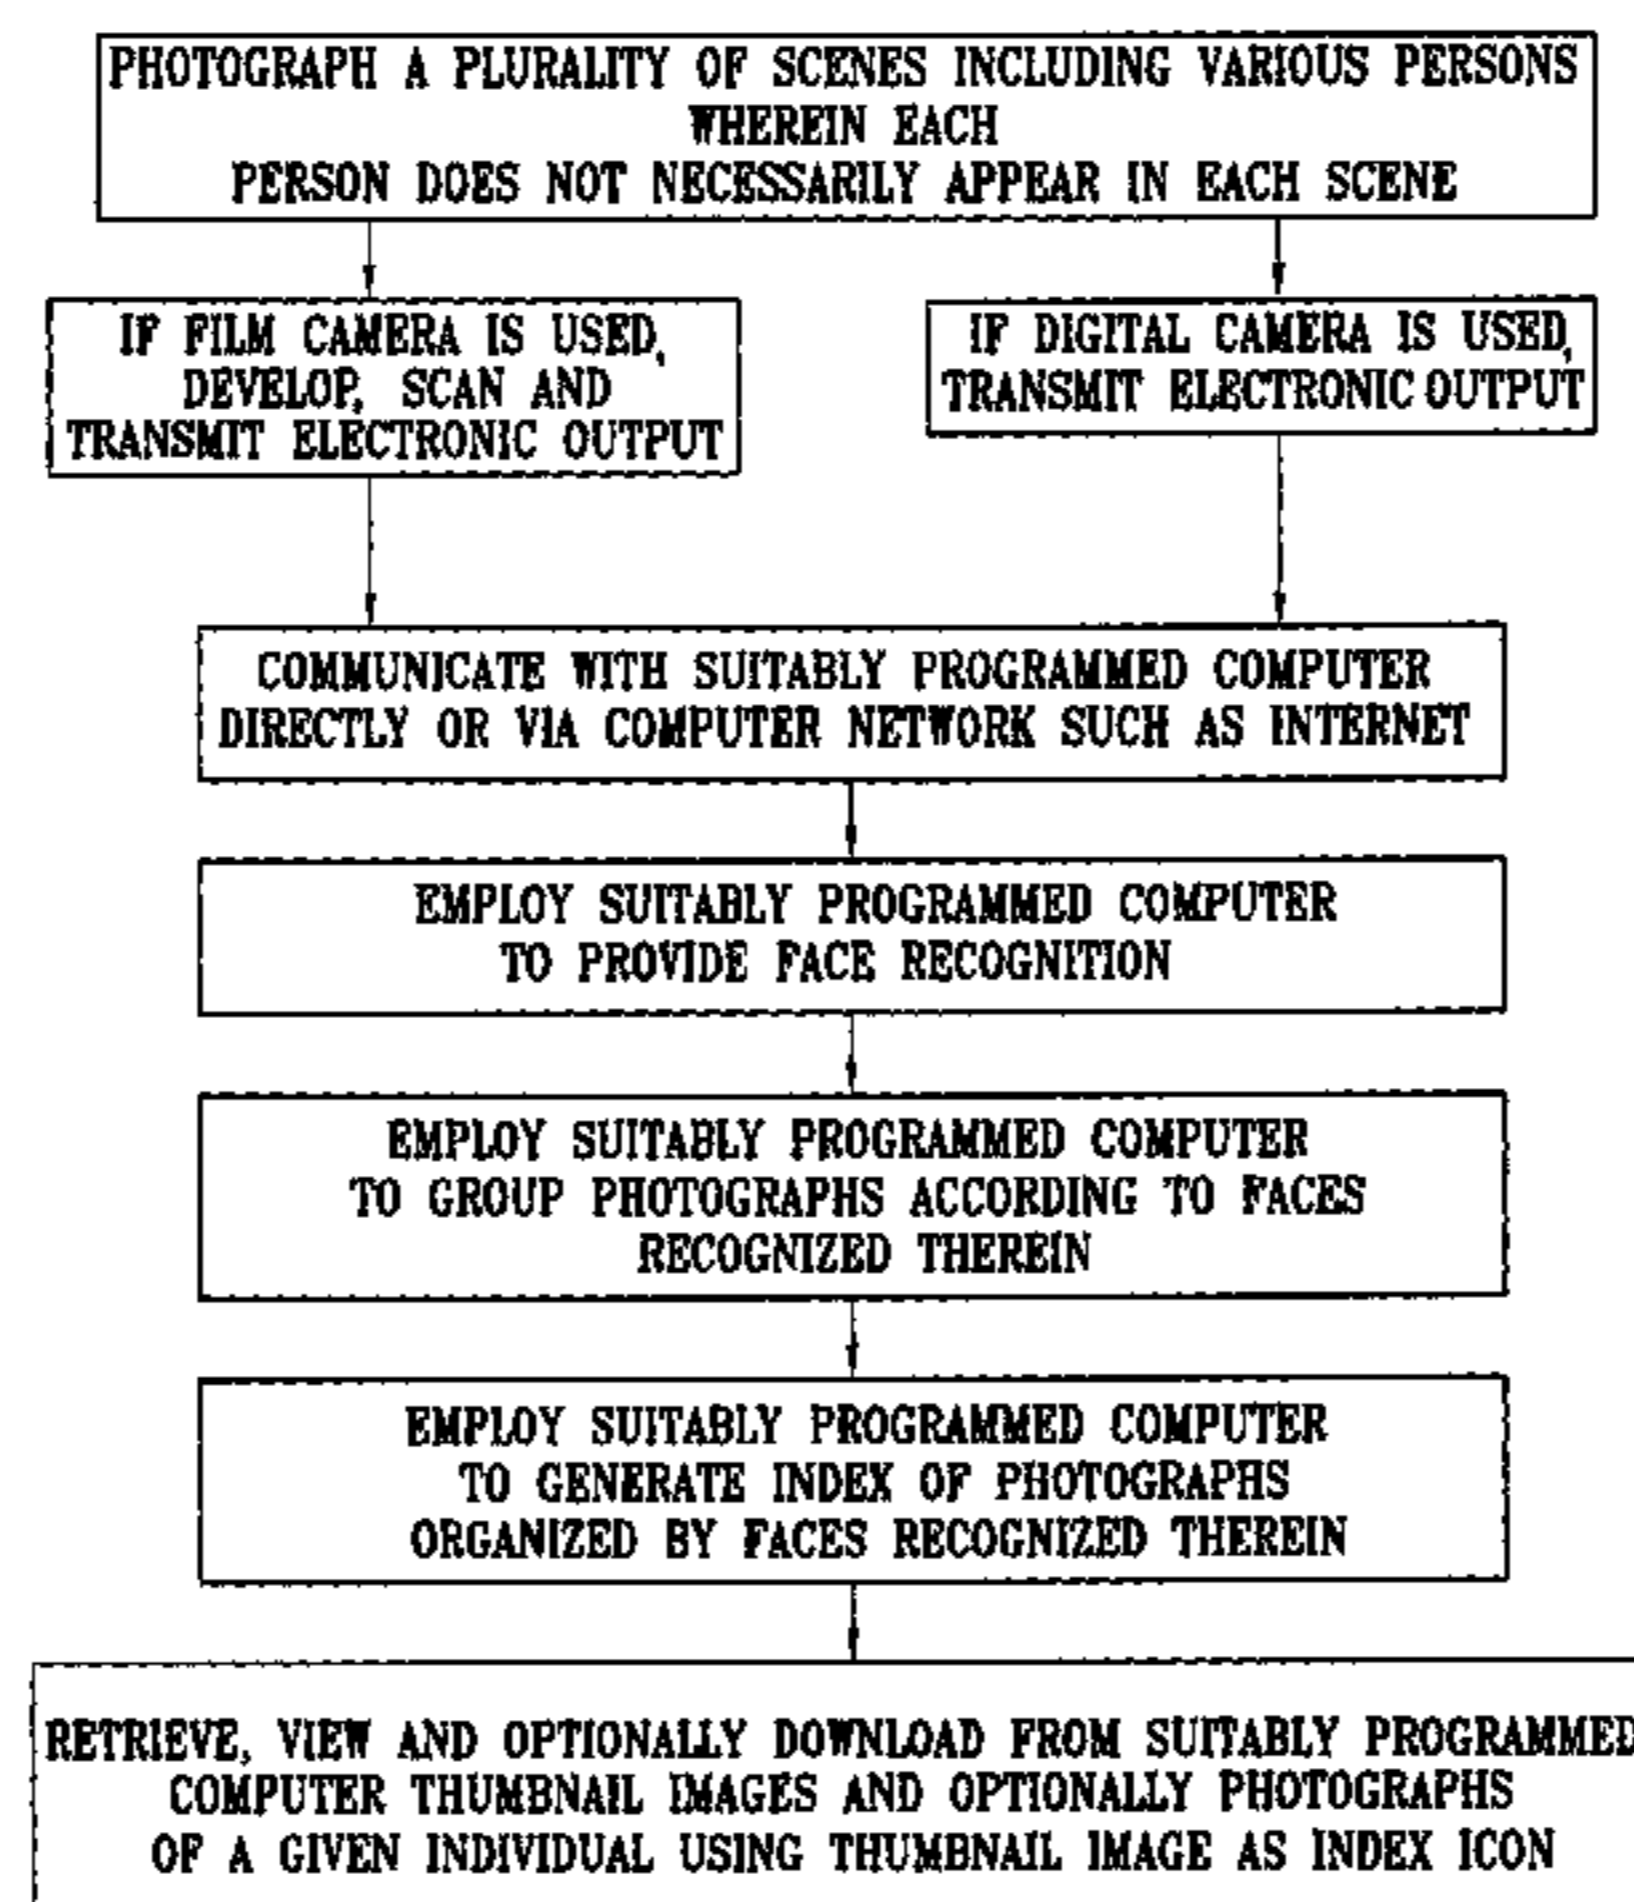 PHOTOGRAPH A PLURALITY OF SCENES INCLUDING VARIOUS PERSONS
WHEREIN EACH
PERSON DOES NOT NECESSARILY APPEAR IN EACH SCENE
IF FILM CAMERA IS USED,
DEVELOP, SCAN AND
TRANSMIT ELECTRONIC OUTPUT
IF DIGITAL CAMERA IS USED,
TRANSMIT ELECTRONIC OUTPUT
COMMUNICATE WITH SUITABLY PROGRAMMED COMPUTER
DIRECTLY OR VIA COMPUTER NETWORK SUCH AS INTERNET
EMPLOY SUITABLY PROGRAMMED COMPUTER
TO PROVIDE FACE RECOGNITION
EMPLOY SUITABLY PROGRAMMED COMPUTER
TO GROUP PHOTOGRAPHS ACCORDING TO FACES
RECOGNIZED THEREIN
EMPLOY SUITABLY PROGRAMMED COMPUTER
TO GENERATE INDEX OF PHOTOGRAPHS
ORGANIZED BY FACES RECOGNIZED THEREIN
RETRIEVE, VIEW AND OPTIONALLY DOWNLOAD FROM SUITABLY PROGRAMMED
COMPUTER THUMBNAIL IMAGES AND OPTIONALLY PHOTOGRAPHS
OF A GIVEN INDIVIDUAL USING THUMBNAIL IMAGE AS INDEX ICON